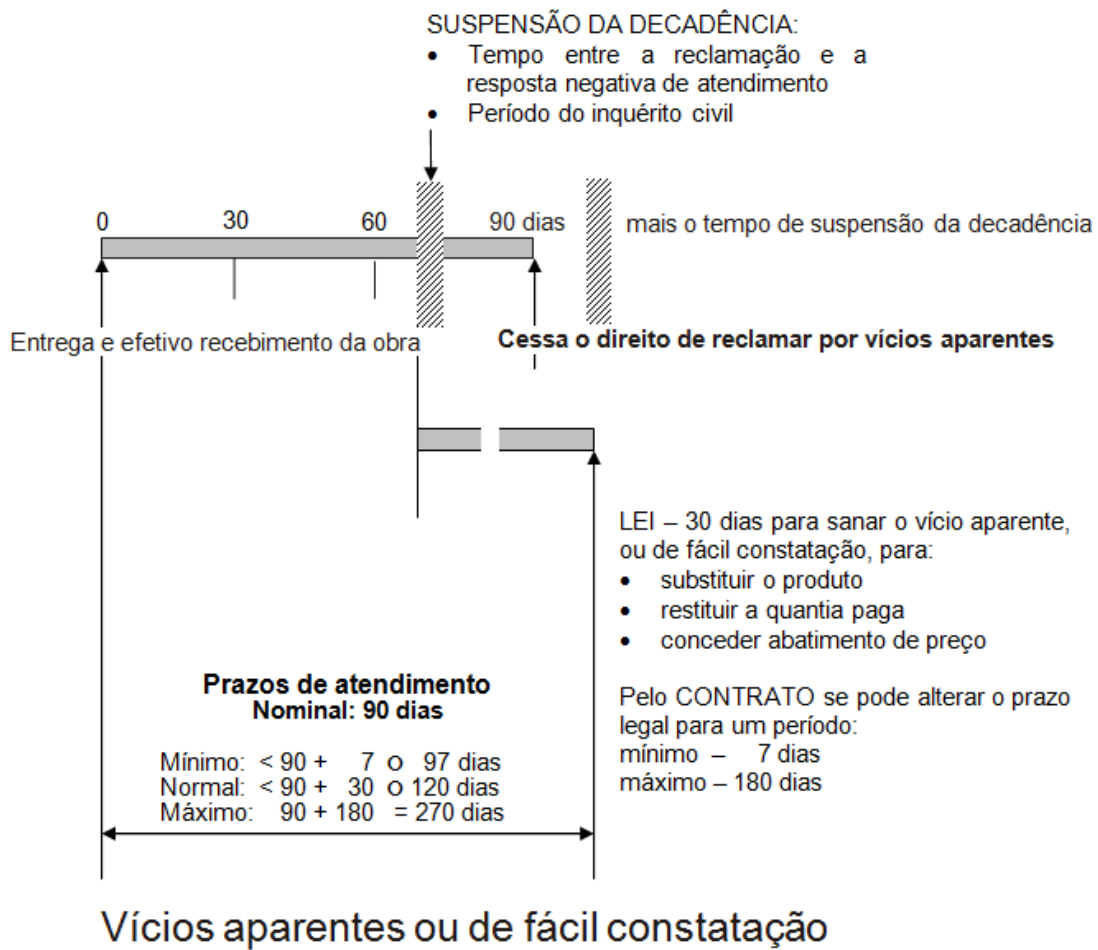 SUSPENSÃO DA DECADÊNCIA:
• Tempo entre a reclamação e a
resposta negativa de atendimento
• Período do inquérito civil
0 30 60 90 dias
mais o tempo de suspensão da decadência
Entrega e efetivo recebimento da obra
Cessa o direito de reclamar por vícios aparentes
LEI – 30 dias para sanar o vício aparente,
ou de fácil constatação, para:
• substituir o produto
• restituir a quantia paga
• conceder abatimento de preço
Pelo CONTRATO se pode alterar o prazo
legal para um período:
mínimo – 7 dias
máximo – 180 dias
Prazos de atendimento
Nominal: 90 dias
Mínimo: < 90 + 7 o 97 dias
Normal: < 90 + 30 o 120 dias
Máximo: 90 + 180 = 270 dias
Vícios aparentes ou de fácil constatação